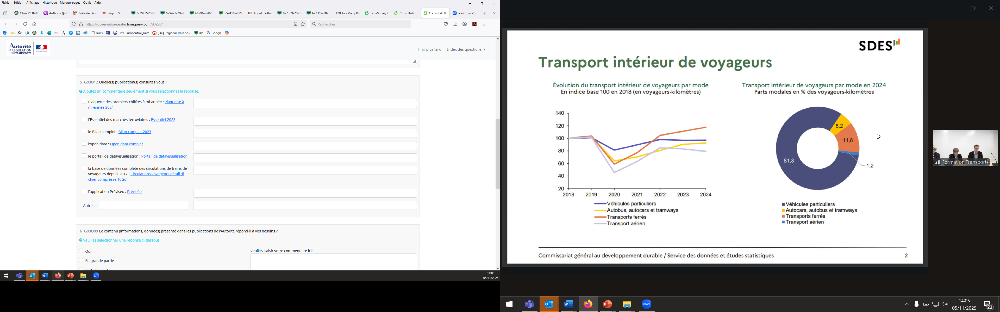 Fichier Édition Affichage Historique Marque-pages Outils Aide
Ohris 25.09.
Anthony @ A
Boîte de réce
Région Sud
662962-2025
529422-2024
662962-2025
559418-2024
Appel d'offre
697359-2025
697359-2025
429 Too Many Re
LimeSurvey P
Consultation
Consultat
Join from Zo
https://observatoirearafer.limequery.com/932954
Rechercher
Docs
Eurocontrol_Data
[OC] Regional Train Se...
ille
Google
Autorité
DE RÉGULATION
DES TRANSPORTS
Finir plus tard
Index des questions
5 G03Q12 Quelle(s) publication(s) consultez-vous ?
Ajoutez un commentaire seulement si vous sélectionnez la réponse.
Plaquette des premiers chiffres à mi-année : Plaquette à
mi-année 2024
l'Essentiel des marchés ferroviaires : Essentiel 2023
le Bilan complet : Bilan complet 2023
l'open data : Open data complet
le portail de datavisualisation : Portail de datavisualisation
la base de données complète des circulations de trains de
voyageurs depuis 2017 : Circulations voyageurs détail (fi-
chier compressé 10Go)
l'application Préviséo : Préviséo
Autre :
6 G03Q09 Le contenu (informations, données) présenté dans les publications de l'Autorité répond-il à vos besoins ?
Veuillez sélectionner une réponse ci-dessous.
Oui
En grande partie
Partiellement
Veuillez saisir votre commentaire ici:
14:05
05/11/2025
SDES
Transport intérieur de voyageurs
Évolution du transport intérieur de voyageurs par mode
En indice base 100 en 2018 (en voyageurs-kilomètres)
140
120
100
80
60
40
20
2018 2019 2020 2021 2022 2023 2024
Véhicules particuliers
Autobus, autocars et tramways
Transports ferrés
Transport aérien
Transport intérieur de voyageurs par mode en 2024
Parts modales en % des voyageurs-kilomètres
5,2
11,8
81,8
1,2
Véhicules particuliers
Autocars, autobus et tramways
Transports ferrés
Transport aérien
Commissariat général au développement durable / Service des données et études statistiques
2
Formation Transports
zoom
14:05
05/11/2025
22